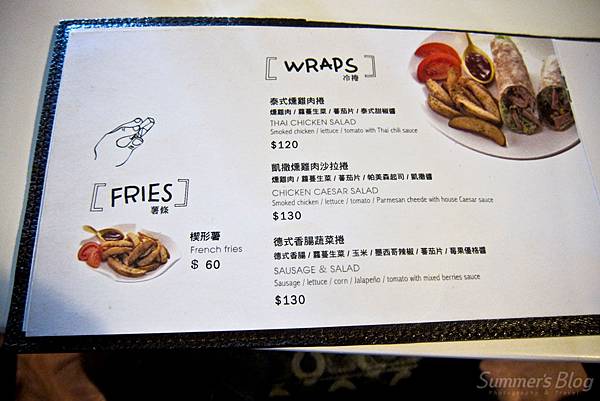 [ WRAPS ]
冷捲
泰式燻雞肉捲
燻雞肉 / 蘿蔓生菜 / 蕃茄片 / 泰式甜椒醬
THAI CHICKEN SALAD
Smoked chicken / lettuce / tomato with Thai chili sauce
$120
凱撒燻雞肉沙拉捲
燻雞肉 / 蘿蔓生菜 / 蕃茄片 / 帕美森起司 / 凱撒醬
CHICKEN CAESAR SALAD
Smoked chicken / lettuce / tomato / Parmesan cheede with house Caesar sauce
$130
德式香腸蔬菜捲
德式香腸 / 蘿蔓生菜 / 玉米 / 墨西哥辣椒 / 蕃茄片 / 莓果優格醬
SAUSAGE & SALAD
Sausage / lettuce / corn / Jalapeño / tomato with mixed berries sauce
$130
[ FRIES ]
薯條
楔形薯
French fries
$ 60
Summer's Blog
Photography & Travel